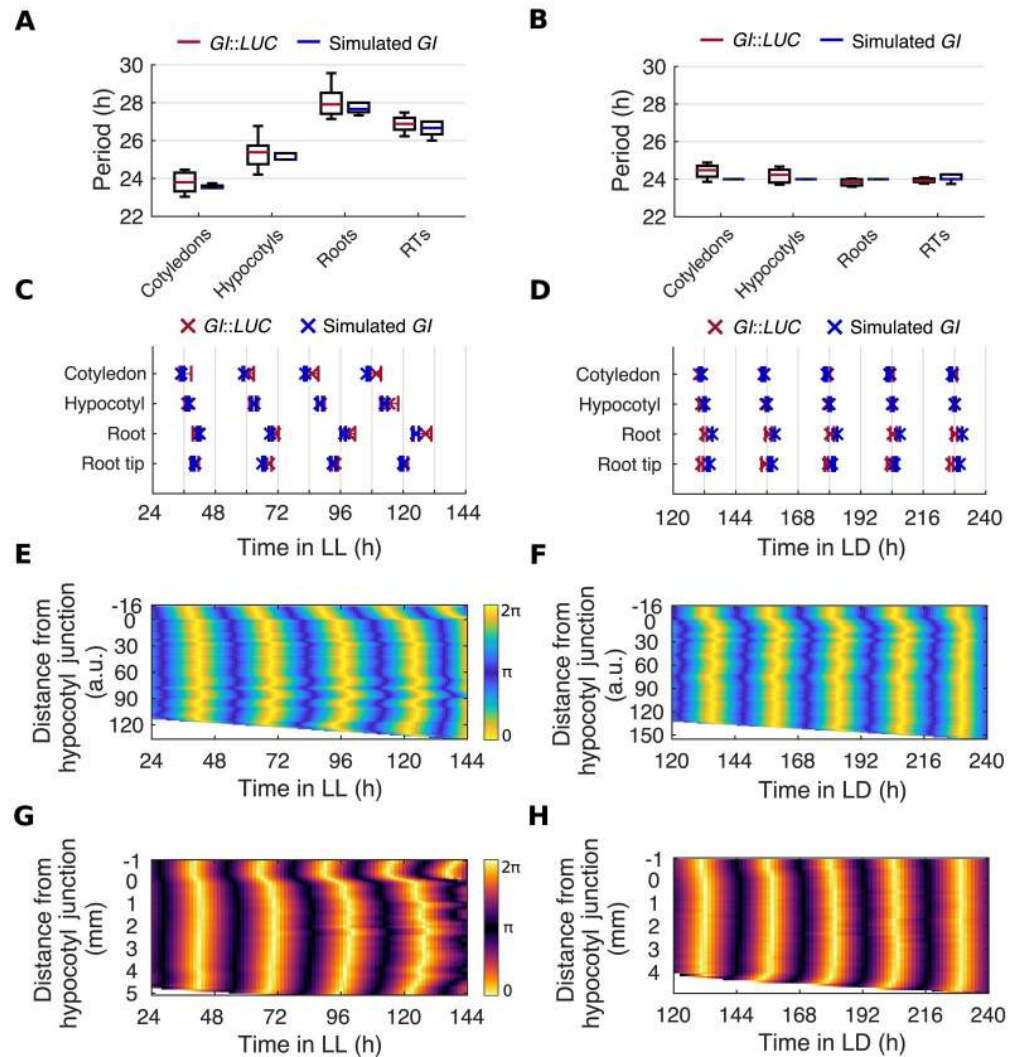 A
GI::LUC Simulated GI
Period (h)
30
28
26
24
22
Cotyledons
Hypocotyls
Roots
RTs
B
GI::LUC Simulated GI
Period (h)
30
28
26
24
22
Cotyledons
Hypocotyls
Roots
RTs
C
GI::LUC Simulated GI
Cotyledon
Hypocotyl
Root
Root tip
24 48 72 96 120 144
Time in LL (h)
D
GI::LUC Simulated GI
Cotyledon
Hypocotyl
Root
Root tip
120 144 168 192 216 240
Time in LD (h)
E
Distance from
hypocotyl junction
(a.u.)
-16
0
30
60
90
120
24 48 72 96 120 144
Time in LL (h)
2π
π
0
F
Distance from
hypocotyl junction
(a.u.)
-16
0
30
60
90
120
150
120 144 168 192 216 240
Time in LD (h)
G
Distance from
hypocotyl junction
(mm)
-1
0
1
2
3
4
5
24 48 72 96 120 144
Time in LL (h)
2π
π
0
H
Distance from
hypocotyl junction
(mm)
-1
0
1
2
3
4
120 144 168 192 216 240
Time in LD (h)